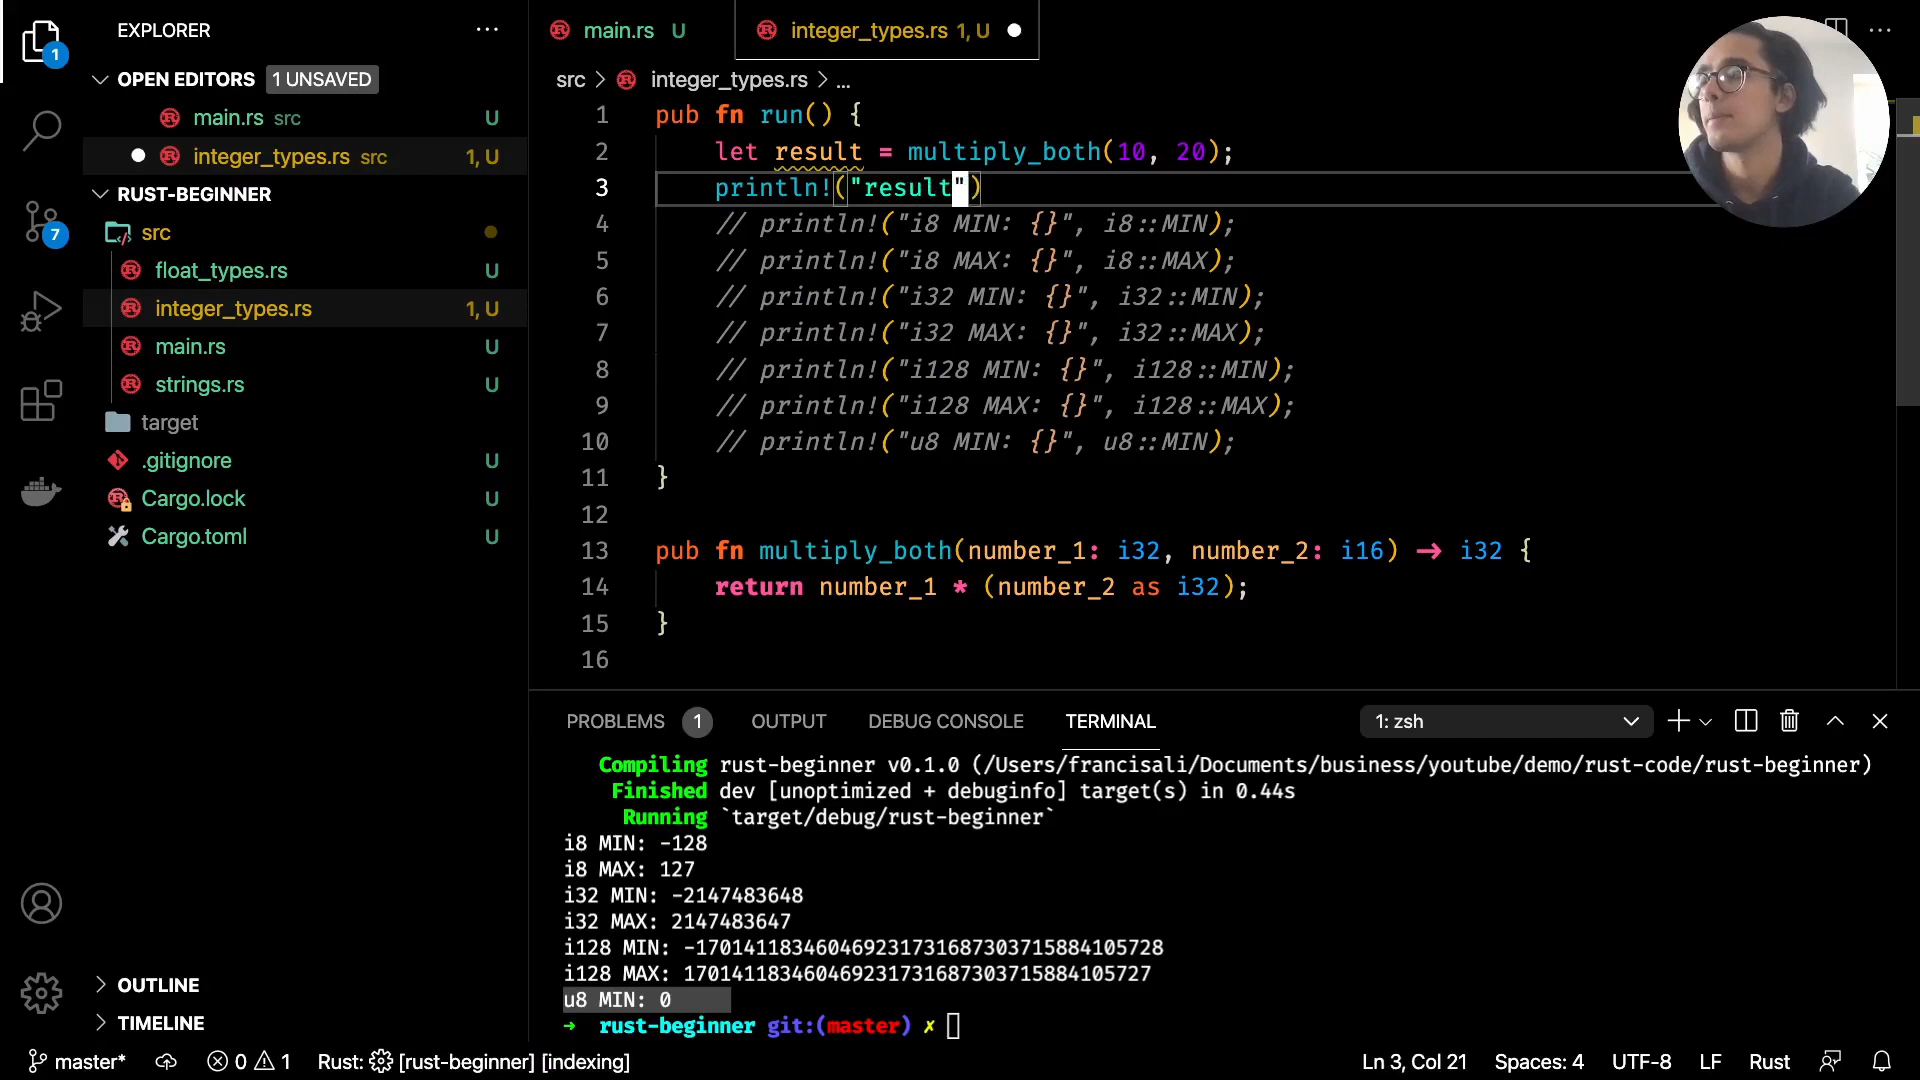 EXPLORER
OPEN EDITORS 1 UNSAVED
main.rs src U
integer_types.rs src 1, U
RUST-BEGINNER
src
float_types.rs U
integer_types.rs 1, U
main.rs U
strings.rs U
target
.gitignore U
Cargo.lock U
Cargo.toml U
OUTLINE
TIMELINE
1
7
main.rs U
integer_types.rs 1, U
src > integer_types.rs > ...
1 pub fn run() {
2 let result = multiply_both(10, 20);
3 println!("result")
4 // println!("i8 MIN: {}", i8::MIN);
5 // println!("i8 MAX: {}", i8::MAX);
6 // println!("i32 MIN: {}", i32::MIN);
7 // println!("i32 MAX: {}", i32::MAX);
8 // println!("i128 MIN: {}", i128::MIN);
9 // println!("i128 MAX: {}", i128::MAX);
10 // println!("u8 MIN: {}", u8::MIN);
11 }
12
13 pub fn multiply_both(number_1: i32, number_2: i16) → i32 {
14 return number_1 * (number_2 as i32);
15 }
16
PROBLEMS 1 OUTPUT DEBUG CONSOLE TERMINAL 1: zsh
Compiling rust-beginner v0.1.0 (/Users/francisali/Documents/business/youtube/demo/rust-code/rust-beginner)
Finished dev [unoptimized + debuginfo] target(s) in 0.44s
Running `target/debug/rust-beginner`
i8 MIN: -128
i8 MAX: 127
i32 MIN: -2147483648
i32 MAX: 2147483647
i128 MIN: -170141183460469231731687303715884105728
i128 MAX: 170141183460469231731687303715884105727
u8 MIN: 0
➜ rust-beginner git:(master) ✗
master* 0 1 Rust: [rust-beginner] [indexing] Ln 3, Col 21 Spaces: 4 UTF-8 LF Rust